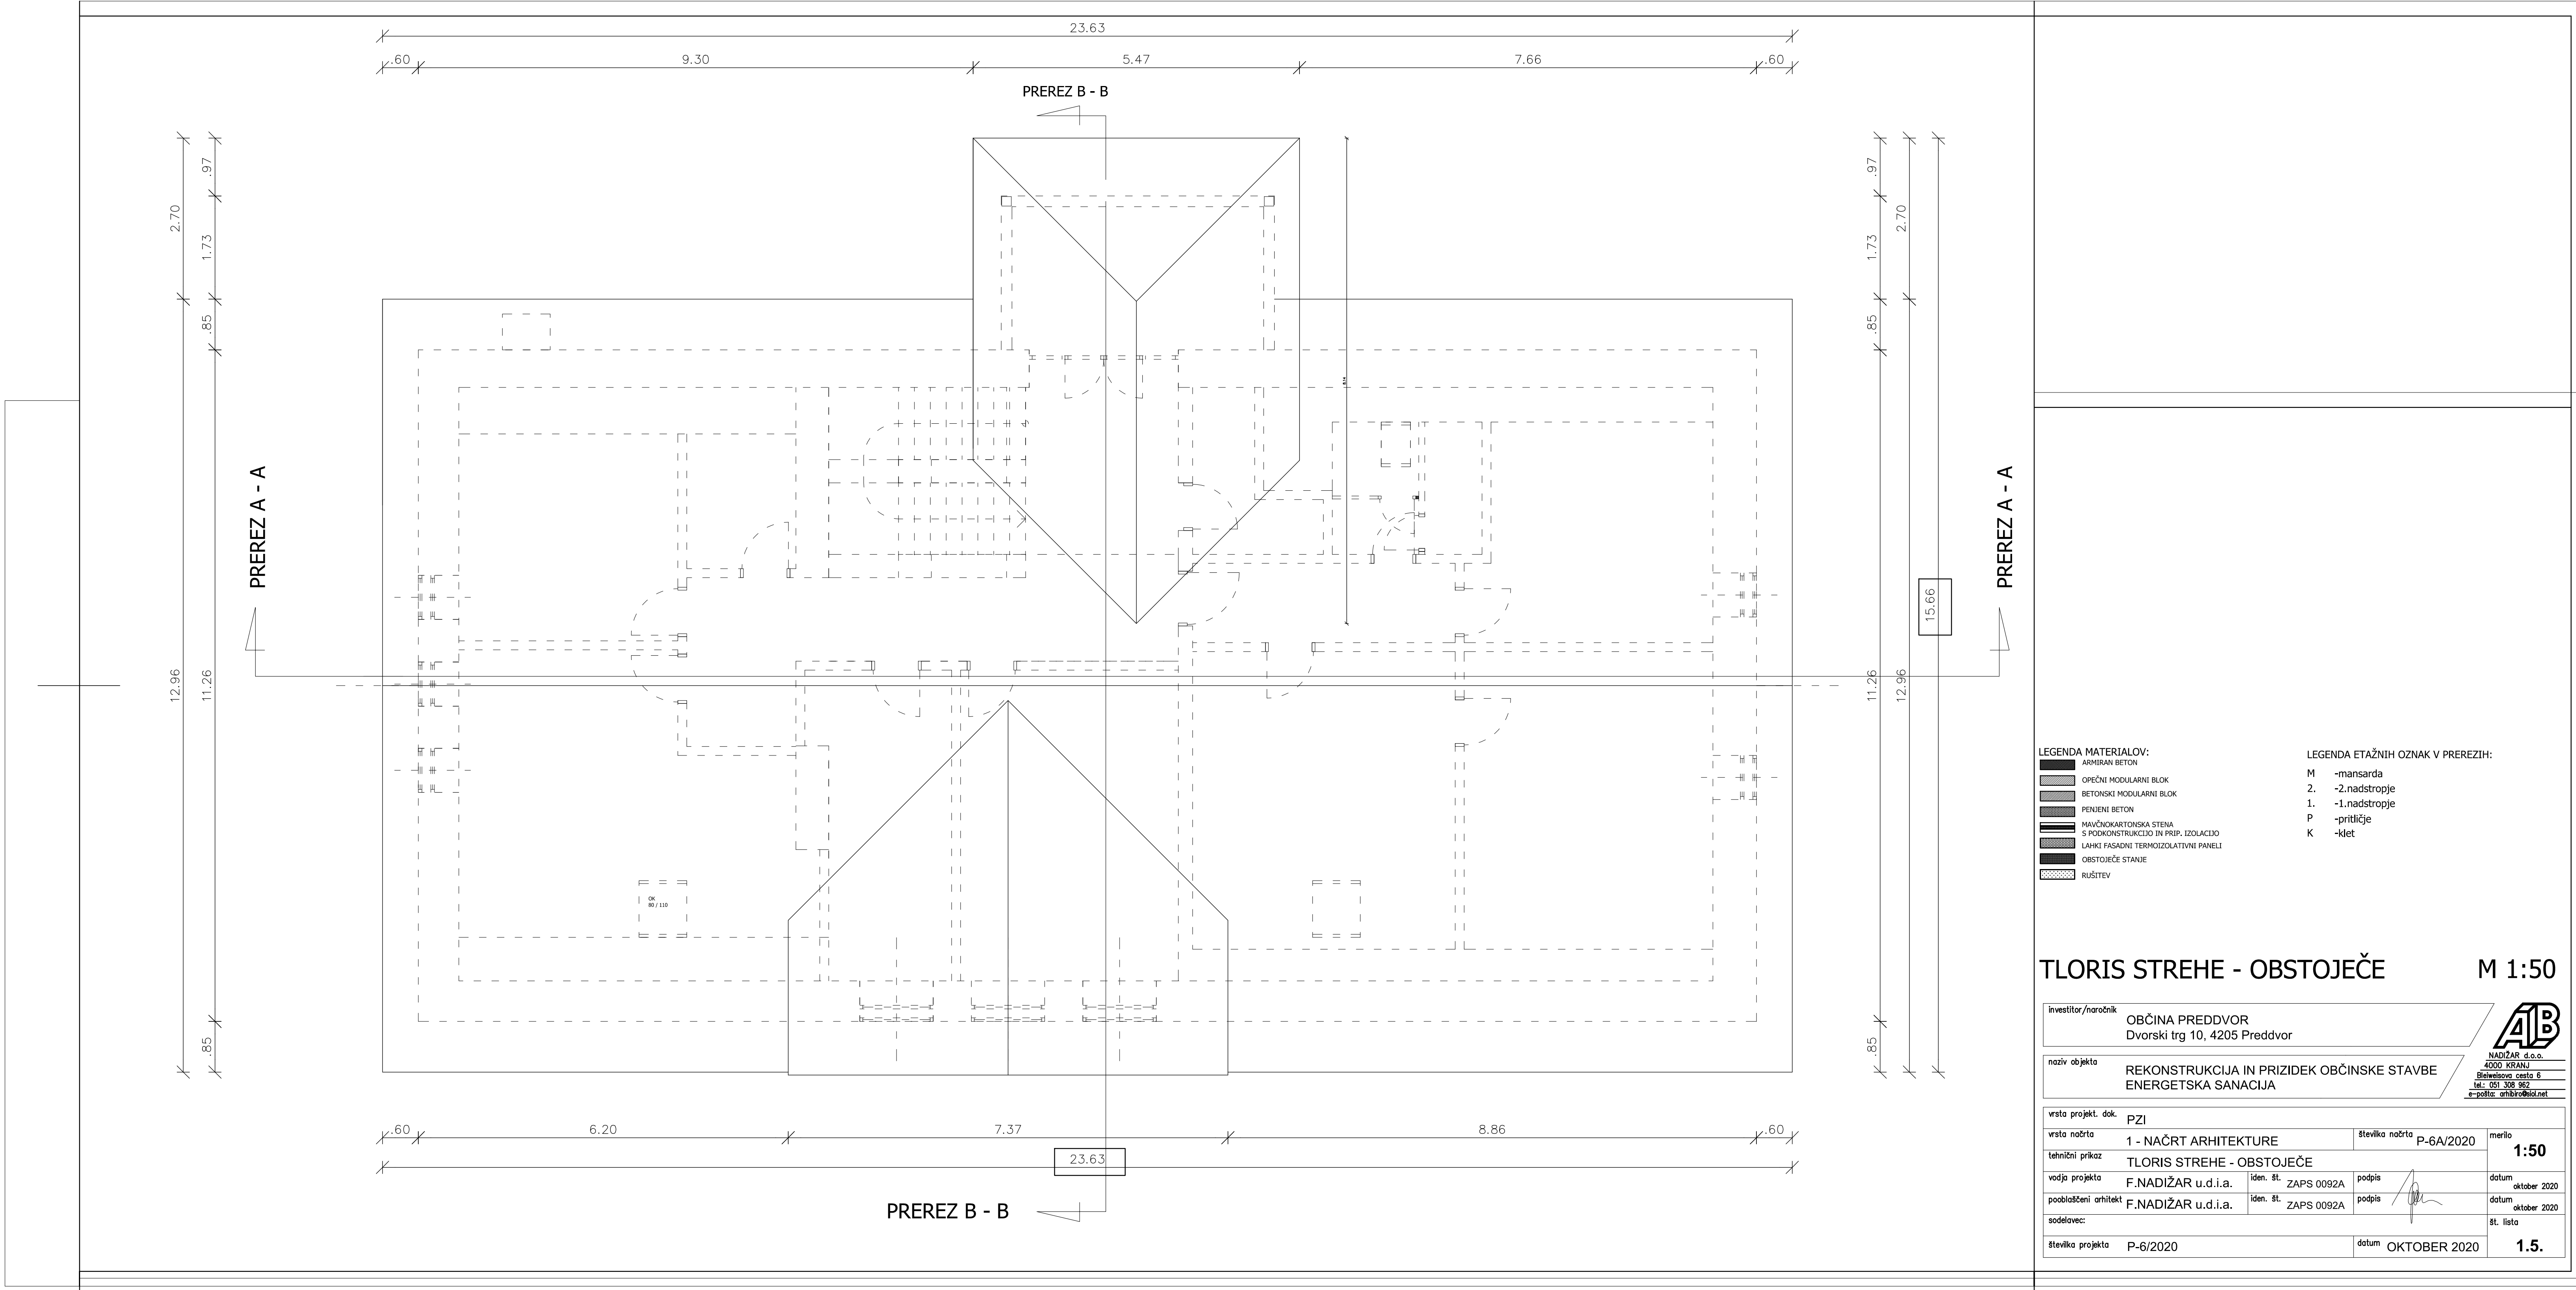 23.63
.60
9.30
5.47
7.66
.60
PREREZ B - B
.97
2.70
1.73
.85
12.96
11.26
.85
PREREZ A - A
.97
2.70
1.73
.85
15.66
11.26
12.96
.85
PREREZ A - A
OK
80 / 110
.60
6.20
7.37
8.86
.60
23.63
PREREZ B - B
LEGENDA MATERIALOV:
ARMIRAN BETON
OPEČNI MODULARNI BLOK
BETONSKI MODULARNI BLOK
PENJENI BETON
MAVČNOKARTONSKA STENA
S PODKONSTRUKCIJO IN PRIP. IZOLACIJO
LAHKI FASADNI TERMOIZOLATIVNI PANELI
OBSTOJEČE STANJE
RUŠITEV
LEGENDA ETAŽNIH OZNAK V PREREZIH:
M -mansarda
2. -2.nadstropje
1. -1.nadstropje
P -pritličje
K -klet
TLORIS STREHE - OBSTOJEČE M 1:50
investitor/naročnik
OBČINA PREDDVOR
Dvorski trg 10, 4205 Preddvor
AB
NADIŽAR d.o.o.
4000 KRANJ
Bleiweisova cesta 6
tel.: 051 308 962
e-pošta: arhibiro@siol.net
naziv objekta
REKONSTRUKCIJA IN PRIZIDEK OBČINSKE STAVBE
ENERGETSKA SANACIJA
vrsta projekt. dok. PZI
vrsta načrta 1 - NAČRT ARHITEKTURE številka načrta P-6A/2020 merilo 1:50
tehnični prikaz TLORIS STREHE - OBSTOJEČE
vodja projekta F.NADIŽAR u.d.i.a. iden. št. ZAPS 0092A podpis datum oktober 2020
pooblaščeni arhitekt F.NADIŽAR u.d.i.a. iden. št. ZAPS 0092A podpis datum oktober 2020
sodelavec: št. lista
številka projekta P-6/2020 datum OKTOBER 2020 1.5.